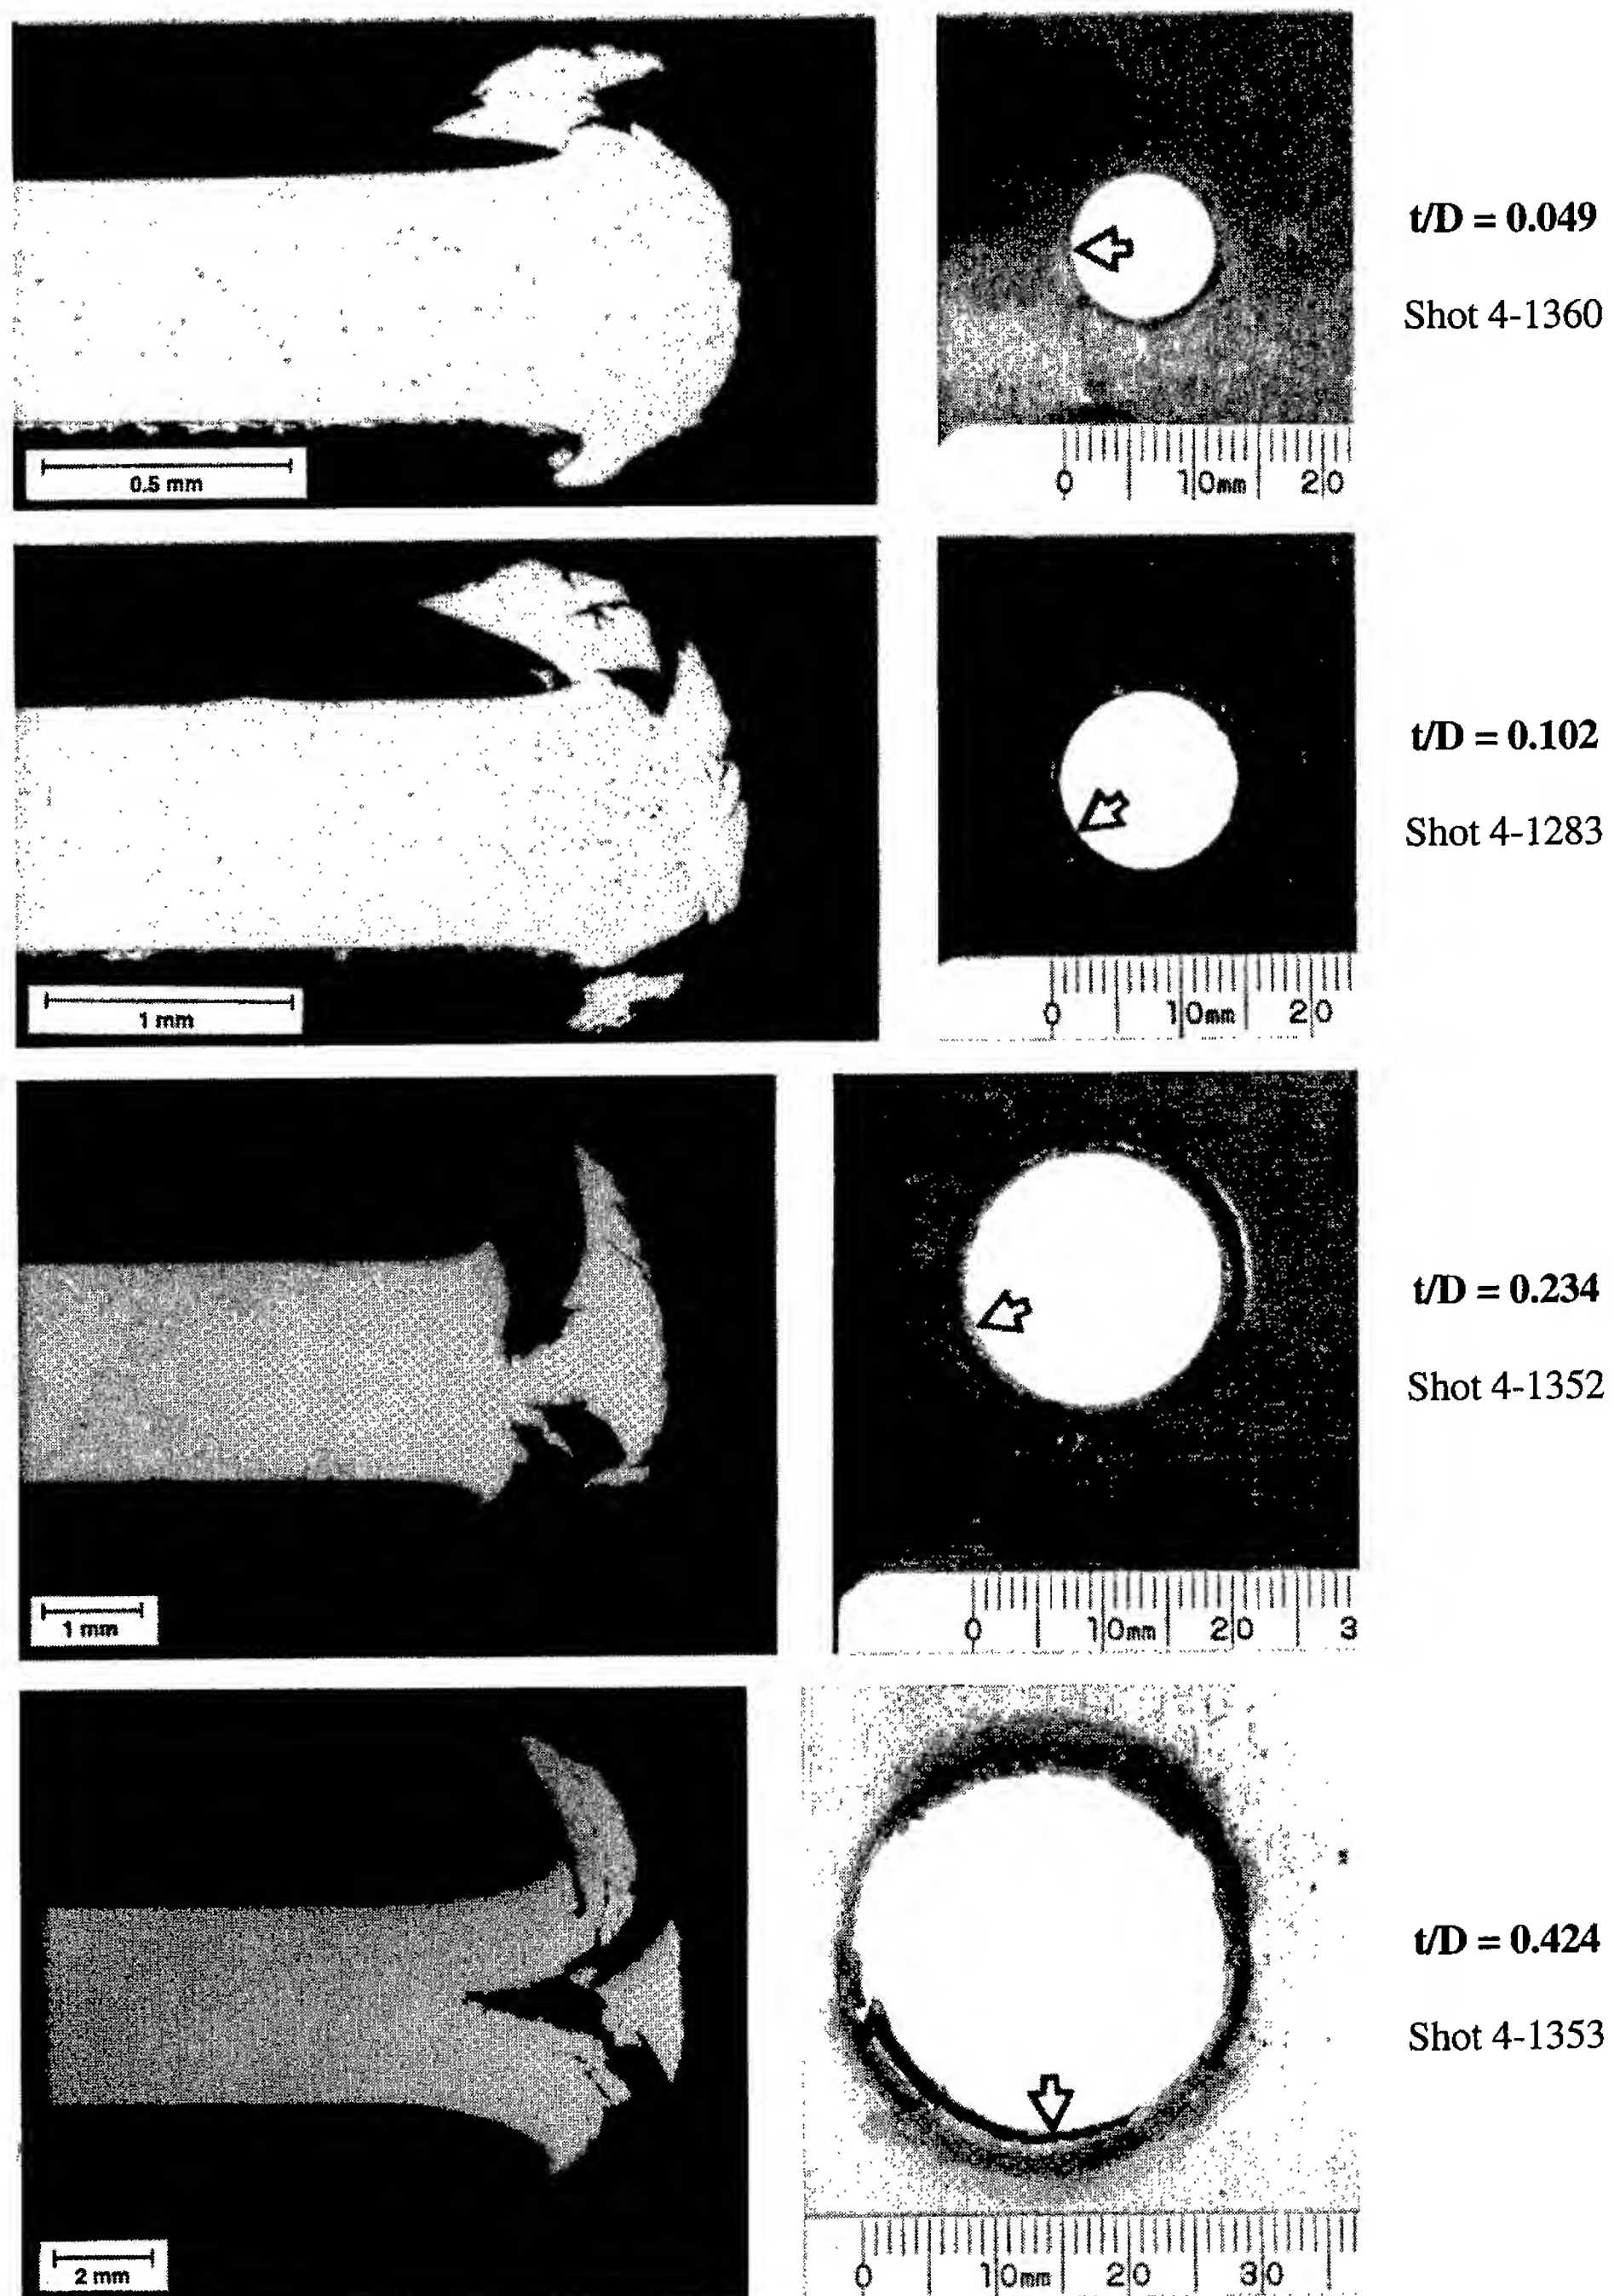 t/D = 0.049
Shot 4-1360
0.5 mm
0 10mm 20
t/D = 0.102
Shot 4-1283
1 mm
0 10mm 20
t/D = 0.234
Shot 4-1352
1 mm
0 10mm 20 3
t/D = 0.424
Shot 4-1353
2 mm
0 10mm 20 30